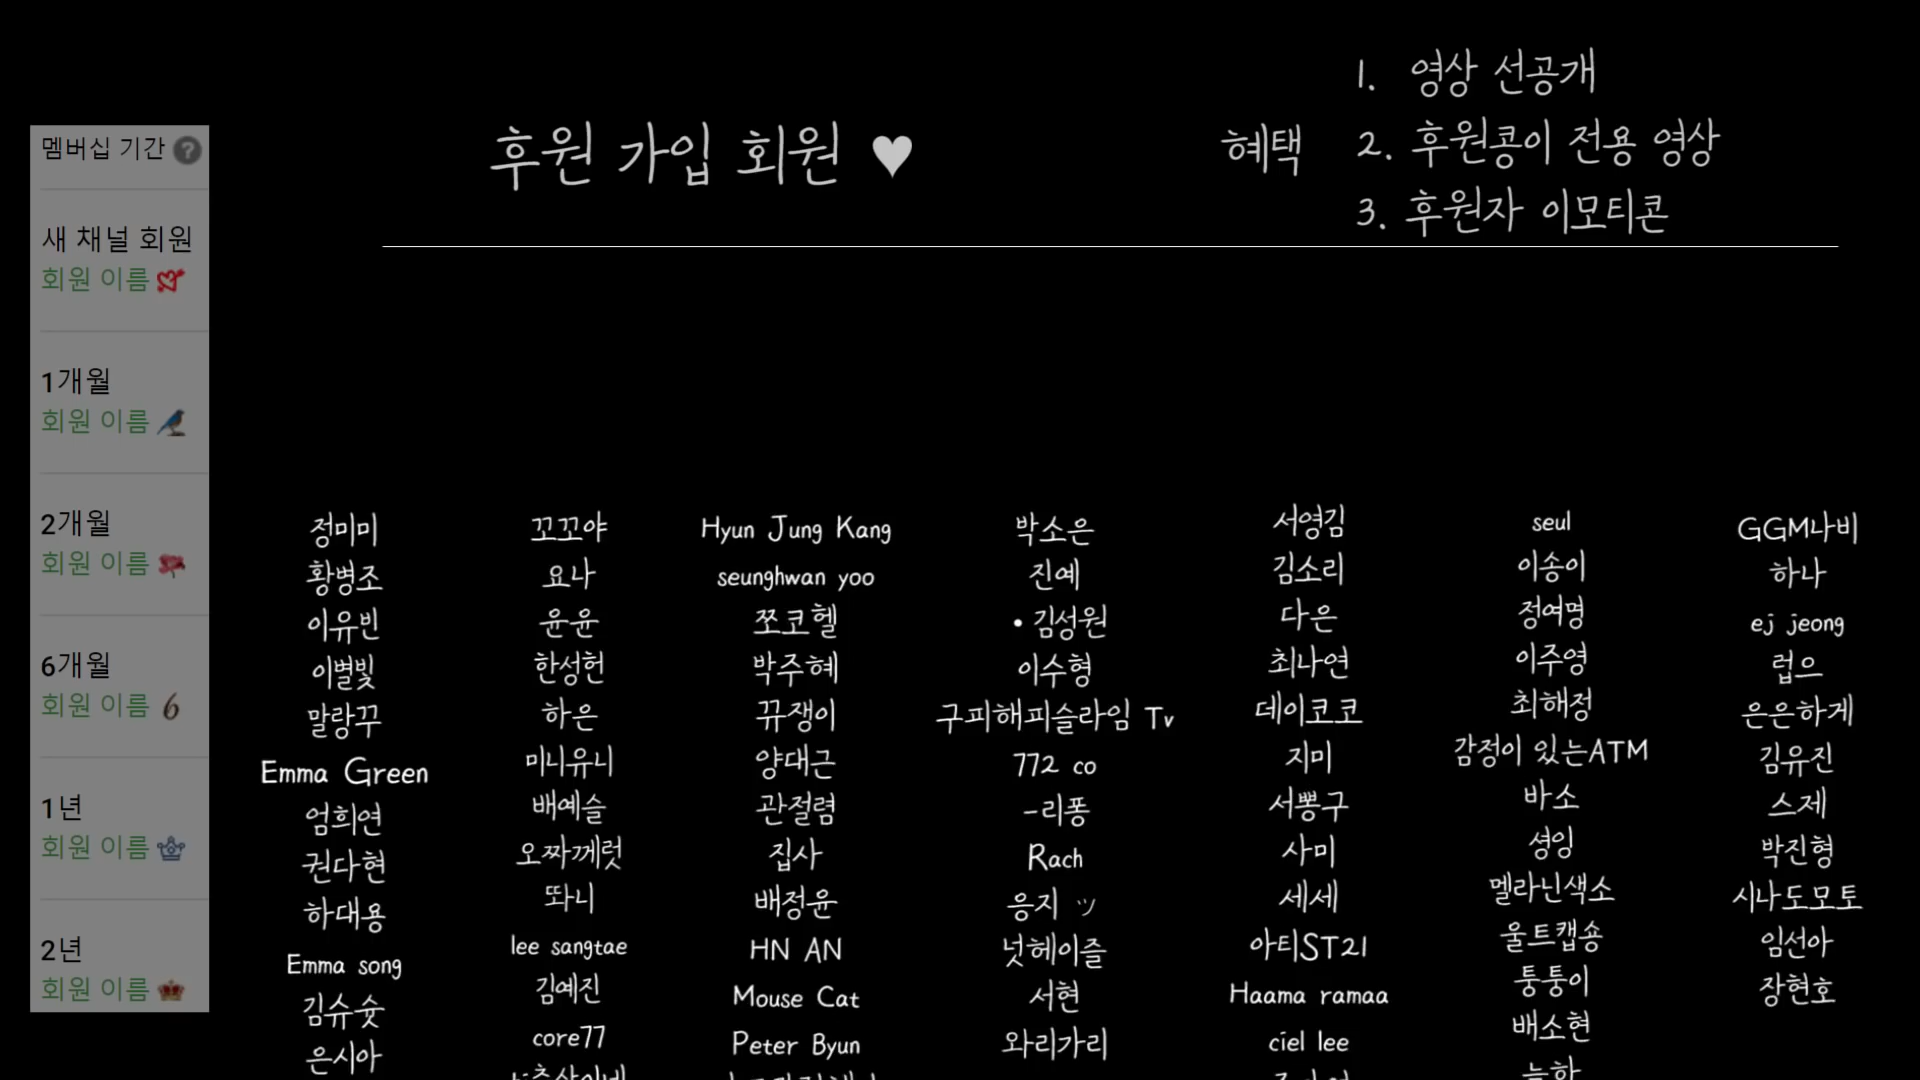 멤버십 기간 ?
새 채널 회원
회원 이름
1개월
회원 이름
2개월
회원 이름
6개월
회원 이름 6
1년
회원 이름
2년
회원 이름
후원 가입 회원 ♥
혜택
1. 영상 선공개
2. 후원콩이 전용 영상
3. 후원자 이모티콘
정미미
황병조
이유빈
이별빛
말랑꾸
Emma Green
엄희연
권다현
하대용
Emma song
김슈슛
은시아
꼬꼬야
요나
윤윤
한성헌
하은
미니유니
배예슬
오짜께럿
똬니
lee sangtae
김예진
core77
Hyun Jung Kang
seunghwan yoo
쪼코헬
박주혜
뀨쟁이
양대근
관절렴
집사
배정윤
HN AN
Mouse Cat
Peter Byun
박소은
진예
• 김성원
이수형
구피해피슬라임 Tv
772 co
-리퐁
Rach
응지 ツ
넛헤이즐
서현
와리가리
서영김
김소리
다은
최나연
데이코코
지미
서뽕구
사미
세세
아티ST21
Haama ramaa
ciel lee
seul
이송이
정여명
이주영
최해정
감정이 있는ATM
바소
셩잉
멜라닌색소
울트캡숑
퉁퉁이
배소현
GGM나비
하나
ej jeong
럽으
은은하게
김유진
스제
박진형
시나도모토
임선아
장현호